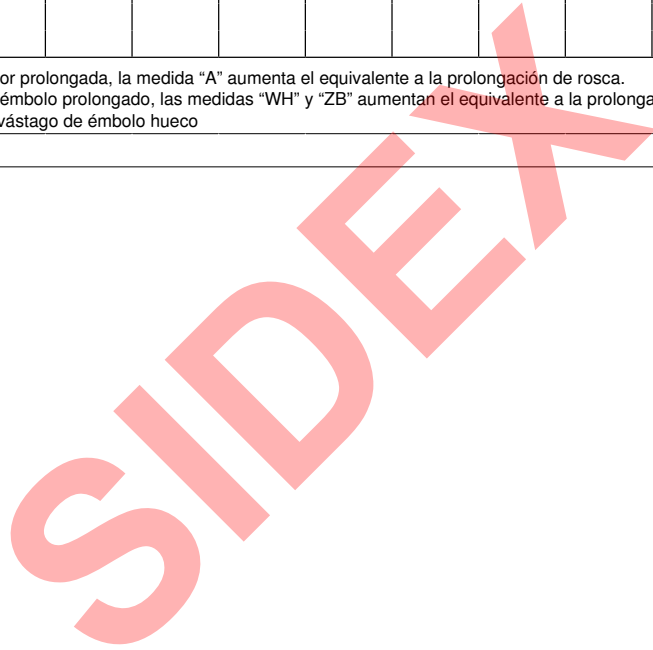 or prolongada, la medida “A” aumenta el equivalente a la prolongación de rosca.
émbolo prolongado, las medidas “WH” y “ZB” aumentan el equivalente a la prolonga
vástago de émbolo hueco
SIDEX